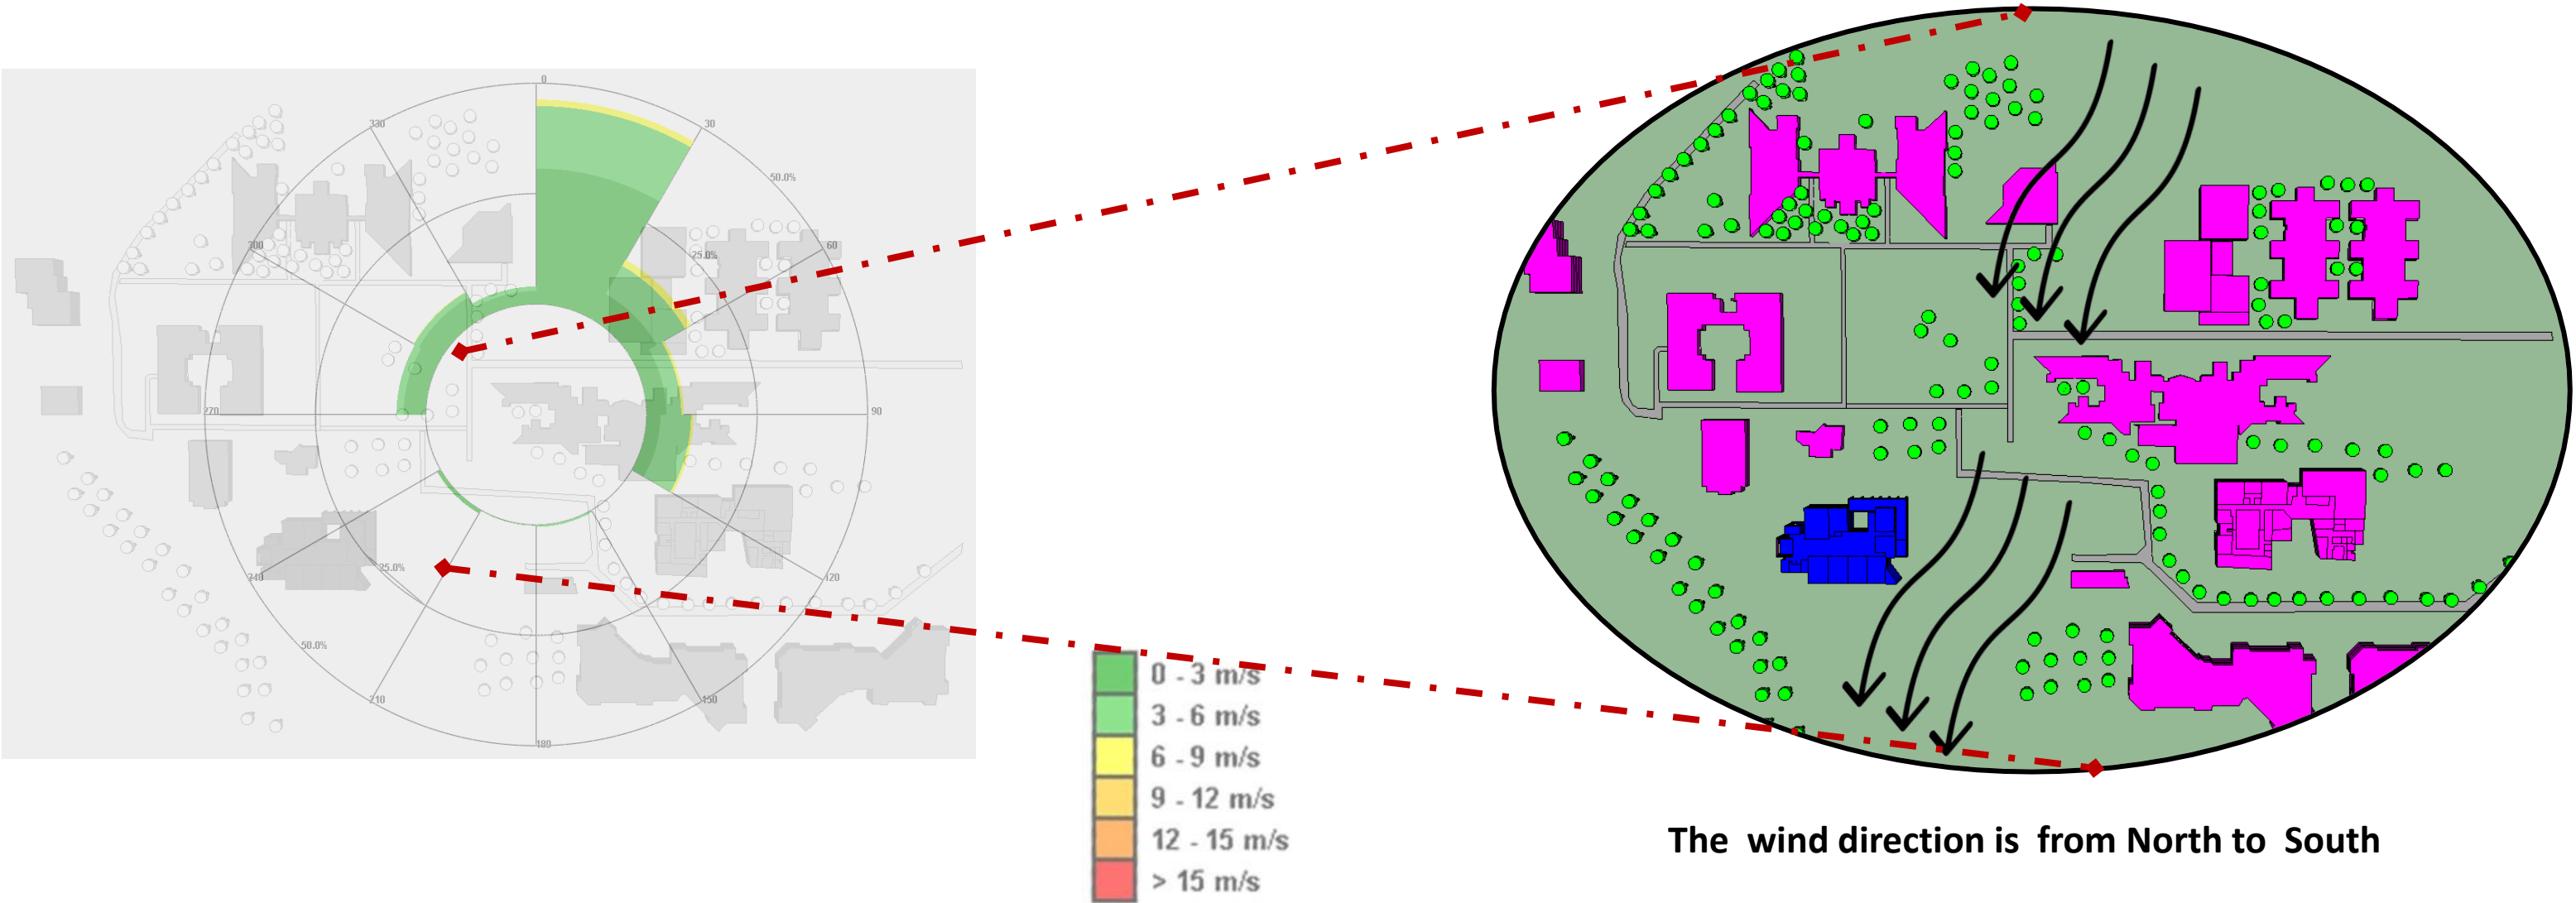 0
330
30
50.0%
300
25.0%
60
270
90
25.0%
240
120
50.0%
210
150
180
0 - 3 m/s
3 - 6 m/s
6 - 9 m/s
9 - 12 m/s
12 - 15 m/s
> 15 m/s
The wind direction is from North to South